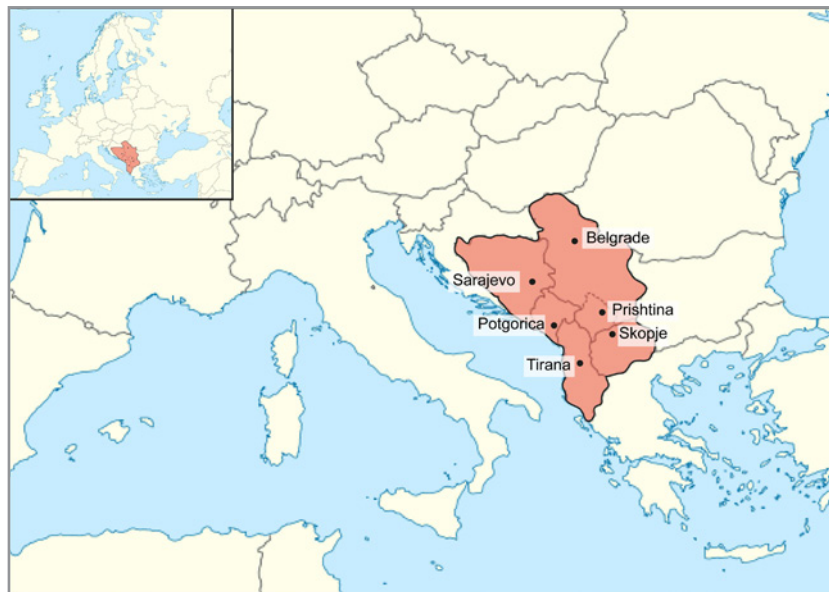 Belgrade
Sarajevo
Prishtina
Potgorica
Skopje
Tirana